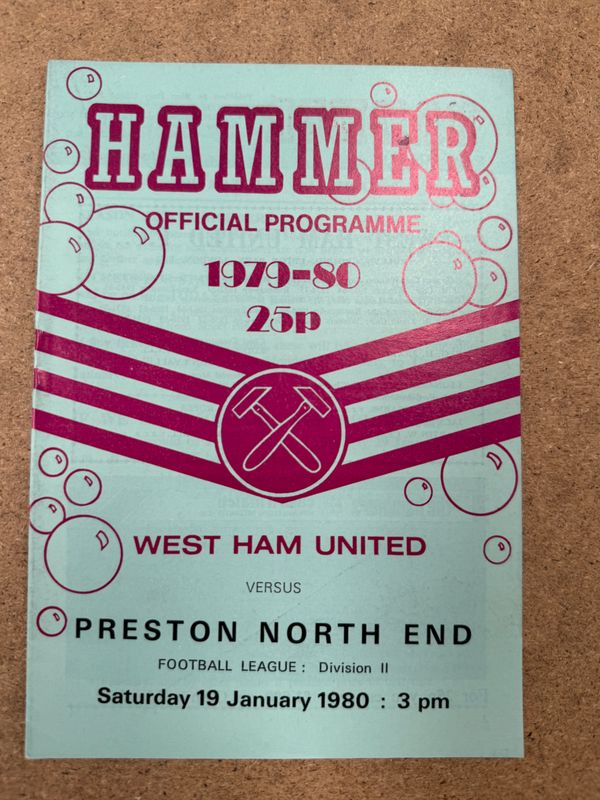 HAMMER
OFFICIAL PROGRAMME
1979-80
25p
WEST HAM UNITED
VERSUS
PRESTON NORTH END
FOOTBALL LEAGUE : Division II
Saturday 19 January 1980 : 3 pm